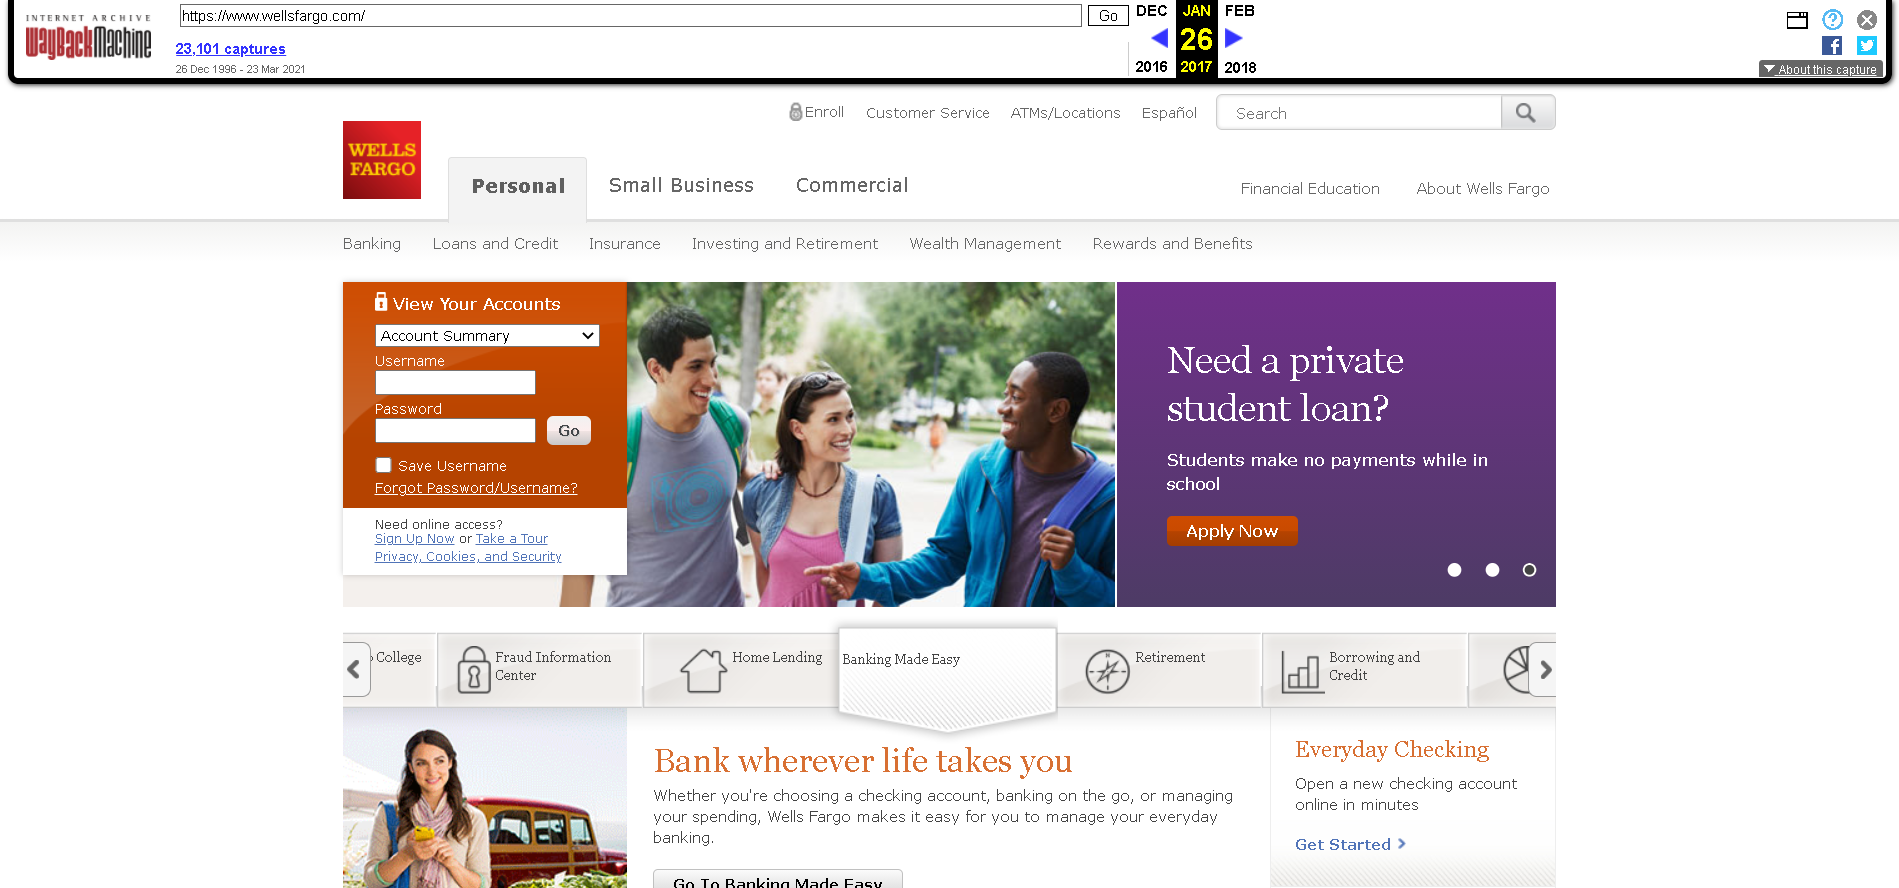 INTERNET ARCHIVE
WayBackMachine
https://www.wellsfargo.com/
Go
DEC
JAN
FEB
23,101 captures
26
26 Dec 1996 - 23 Mar 2021
2016
2017
2018
About this capture
Enroll
Customer Service
ATMs/Locations
Español
Search
WELLS
FARGO
Personal
Small Business
Commercial
Financial Education
About Wells Fargo
Banking
Loans and Credit
Insurance
Investing and Retirement
Wealth Management
Rewards and Benefits
View Your Accounts
Account Summary
Username
Password
Go
Save Username
Forgot Password/Username?
Need online access?
Sign Up Now or Take a Tour
Privacy, Cookies, and Security
Need a private
student loan?
Students make no payments while in
school
Apply Now
College
Fraud Information
Center
Home Lending
Banking Made Easy
Retirement
Borrowing and
Credit
Bank wherever life takes you
Whether you're choosing a checking account, banking on the go, or managing
your spending, Wells Fargo makes it easy for you to manage your everyday
banking.
Go To Banking Made Easy
Everyday Checking
Open a new checking account
online in minutes
Get Started